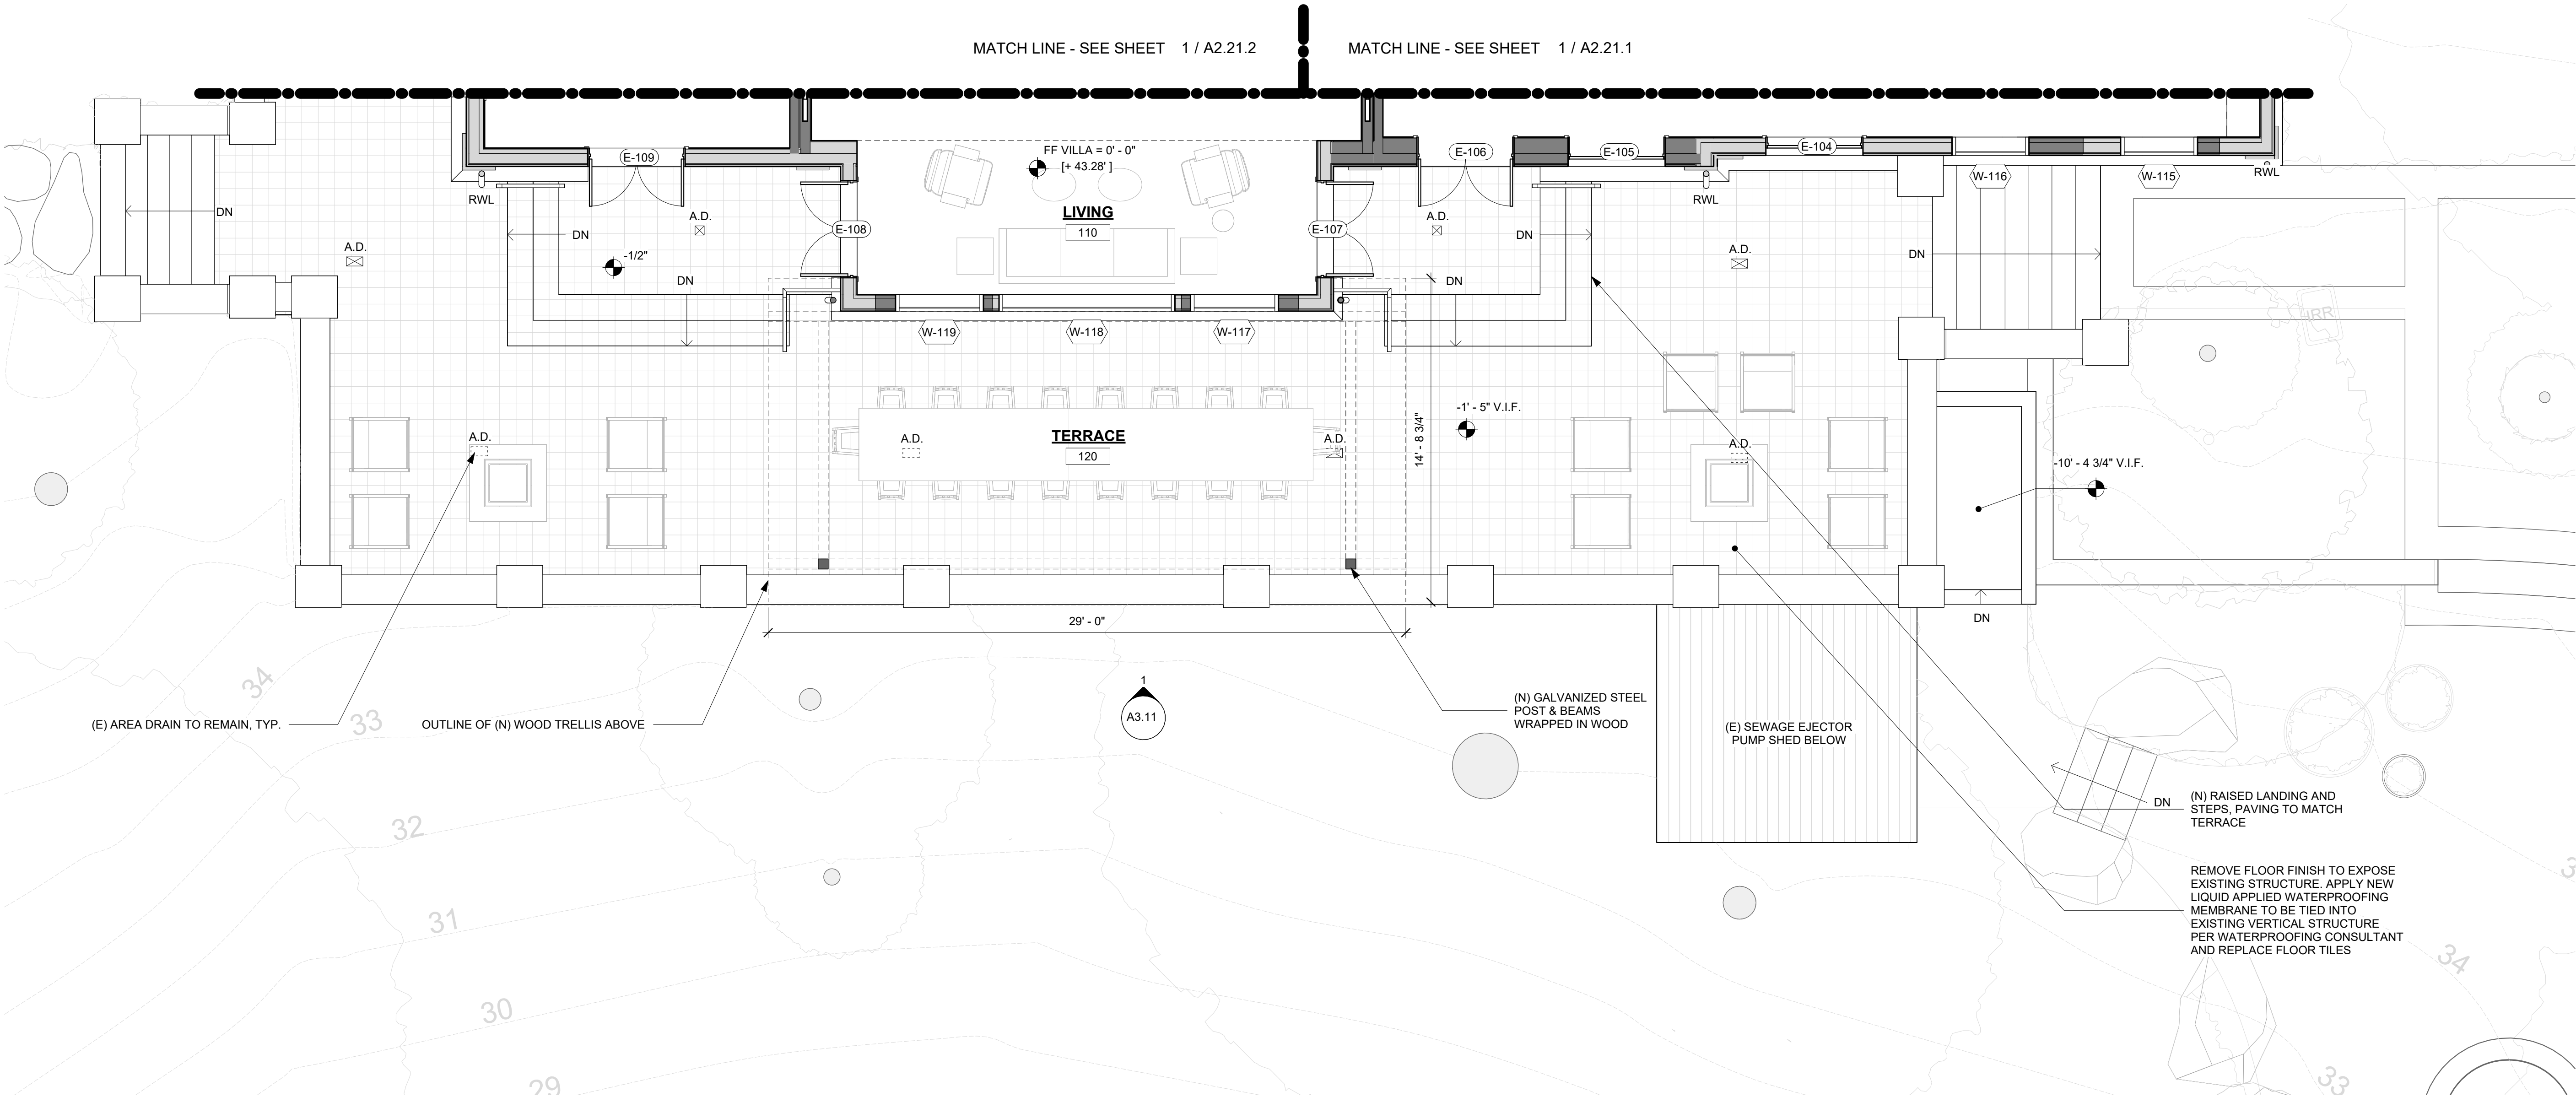 MATCH LINE - SEE SHEET 1 / A2.21.2
MATCH LINE - SEE SHEET 1 / A2.21.1
E-109
FF VILLA = 0' - 0"
[+ 43.28' ]
E-106
E-105
E-104
W-116
W-115
RWL
RWL
RWL
DN
A.D.
LIVING
110
A.D.
E-108
E-107
DN
DN
A.D.
-1/2"
A.D.
DN
DN
DN
IRR
W-119
W-118
W-117
-1' - 5" V.I.F.
14' - 8 3/4"
A.D.
A.D.
TERRACE
120
A.D.
A.D.
-10' - 4 3/4" V.I.F.
29' - 0"
DN
1
A3.11
34
33
32
31
30
29
(E) AREA DRAIN TO REMAIN, TYP.
OUTLINE OF (N) WOOD TRELLIS ABOVE
(N) GALVANIZED STEEL
POST & BEAMS
WRAPPED IN WOOD
(E) SEWAGE EJECTOR
PUMP SHED BELOW
DN
(N) RAISED LANDING AND
STEPS, PAVING TO MATCH
TERRACE
REMOVE FLOOR FINISH TO EXPOSE
EXISTING STRUCTURE. APPLY NEW
LIQUID APPLIED WATERPROOFING
MEMBRANE TO BE TIED INTO
EXISTING VERTICAL STRUCTURE
PER WATERPROOFING CONSULTANT
AND REPLACE FLOOR TILES
34
33